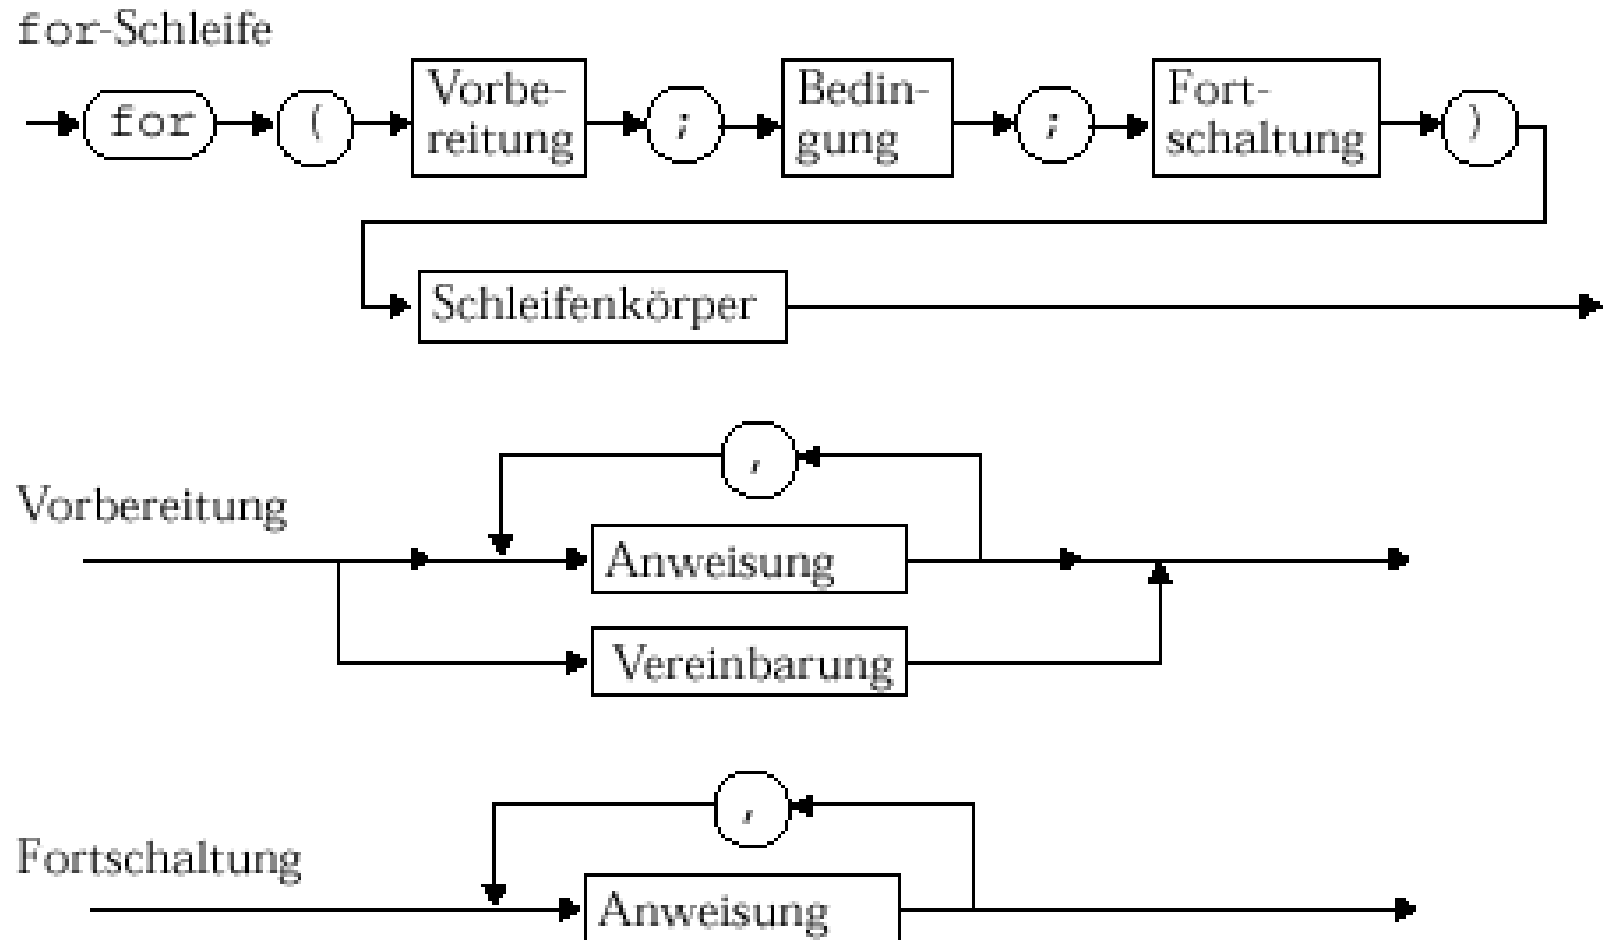 for-Schleife
for ( Vorbe- ; Bedin- ; Fort- )
reitung gung schaltung
Schleifenkörper
,
Vorbereitung
Anweisung
Vereinbarung
,
Fortschaltung
Anweisung